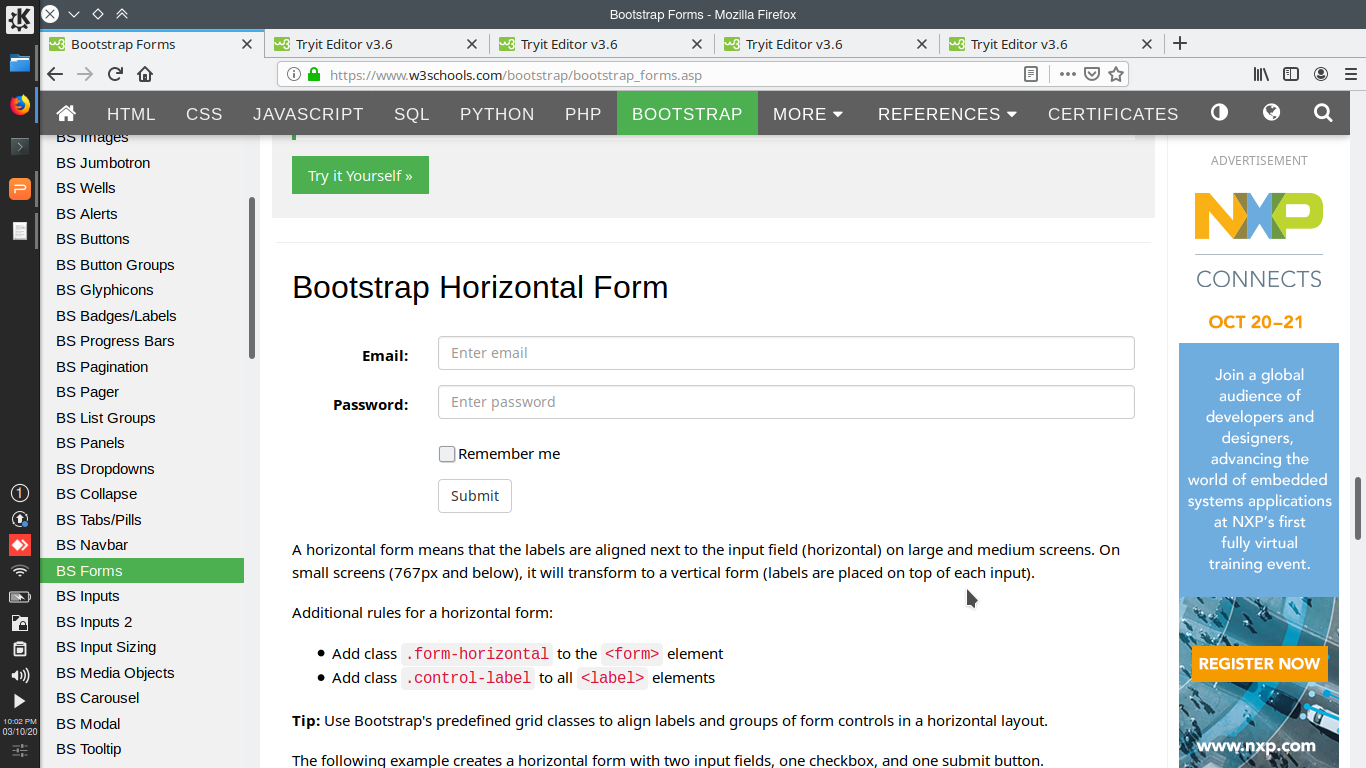 Bootstrap Forms - Mozilla Firefox
Bootstrap Forms
Tryit Editor v3.6
Tryit Editor v3.6
Tryit Editor v3.6
Tryit Editor v3.6
https://www.w3schools.com/bootstrap/bootstrap_forms.asp
HTML CSS JAVASCRIPT SQL PYTHON PHP BOOTSTRAP MORE REFERENCES CERTIFICATES
BS Images
BS Jumbotron
BS Wells
BS Alerts
BS Buttons
BS Button Groups
BS Glyphicons
BS Badges/Labels
BS Progress Bars
BS Pagination
BS Pager
BS List Groups
BS Panels
BS Dropdowns
BS Collapse
BS Tabs/Pills
BS Navbar
BS Forms
BS Inputs
BS Inputs 2
BS Input Sizing
BS Media Objects
BS Carousel
BS Modal
BS Tooltip
Try it Yourself »
Bootstrap Horizontal Form
Email: Enter email
Password: Enter password
Remember me
Submit
A horizontal form means that the labels are aligned next to the input field (horizontal) on large and medium screens. On
small screens (767px and below), it will transform to a vertical form (labels are placed on top of each input).
Additional rules for a horizontal form:
• Add class .form-horizontal to the <form> element
• Add class .control-label to all <label> elements
Tip: Use Bootstrap's predefined grid classes to align labels and groups of form controls in a horizontal layout.
The following example creates a horizontal form with two input fields, one checkbox, and one submit button.
ADVERTISEMENT
NXP
CONNECTS
OCT 20–21
Join a global
audience of
developers and
designers,
advancing the
world of embedded
systems applications
at NXP's first
fully virtual
training event.
REGISTER NOW
www.nxp.com
1
10:02 PM
03/10/20